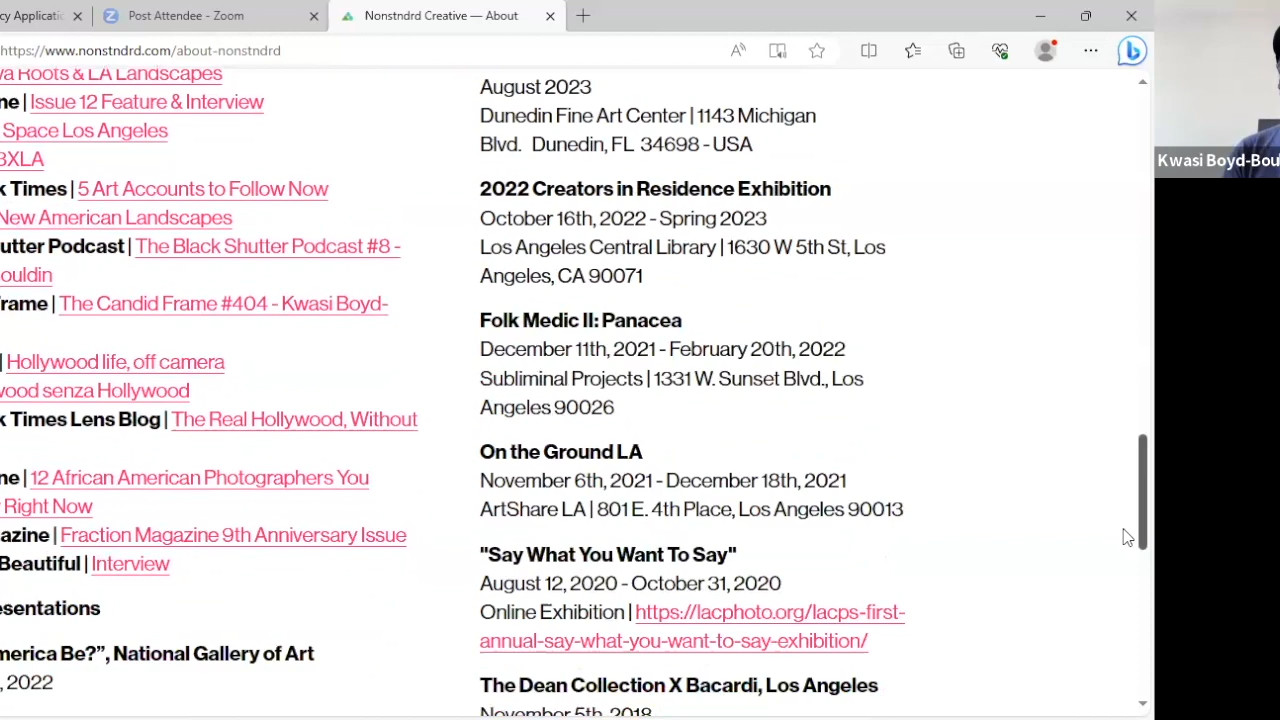 cy Applicatio
Post Attendee - Zoom
Nonstndrd Creative — About
https://www.nonstndrd.com/about-nonstndrd
va Roots & LA Landscapes
ne | Issue 12 Feature & Interview
Space Los Angeles
3XLA
k Times | 5 Art Accounts to Follow Now
New American Landscapes
utter Podcast | The Black Shutter Podcast #8 -
ouldin
rame | The Candid Frame #404 - Kwasi Boyd-
| Hollywood life, off camera
wood senza Hollywood
k Times Lens Blog | The Real Hollywood, Without
ne | 12 African American Photographers You
Right Now
azine | Fraction Magazine 9th Anniversary Issue
Beautiful | Interview
esentations
merica Be?”, National Gallery of Art
, 2022
August 2023
Dunedin Fine Art Center | 1143 Michigan
Blvd. Dunedin, FL 34698 - USA
2022 Creators in Residence Exhibition
October 16th, 2022 - Spring 2023
Los Angeles Central Library | 1630 W 5th St, Los
Angeles, CA 90071
Folk Medic II: Panacea
December 11th, 2021 - February 20th, 2022
Subliminal Projects | 1331 W. Sunset Blvd., Los
Angeles 90026
On the Ground LA
November 6th, 2021 - December 18th, 2021
ArtShare LA | 801 E. 4th Place, Los Angeles 90013
"Say What You Want To Say"
August 12, 2020 - October 31, 2020
Online Exhibition | https://lacphoto.org/lacps-first-
annual-say-what-you-want-to-say-exhibition/
The Dean Collection X Bacardi, Los Angeles
November 5th, 2018
Kwasi Boyd-Bou